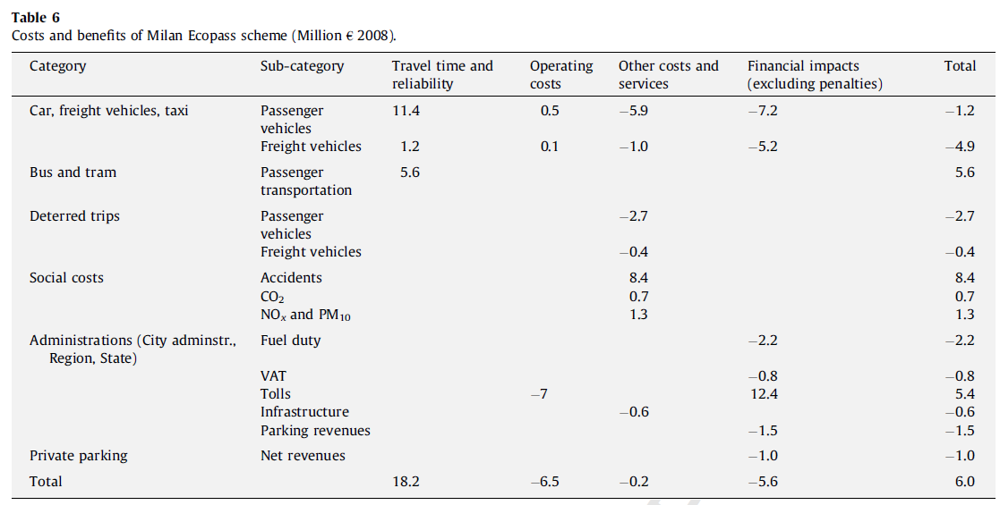 Table 6
Costs and benefits of Milan Ecopass scheme (Million € 2008).
Category Sub-category Travel time and reliability Operating costs Other costs and services Financial impacts (excluding penalties) Total
Car, freight vehicles, taxi Passenger vehicles 11.4 0.5 −5.9 −7.2 −1.2
Freight vehicles 1.2 0.1 −1.0 −5.2 −4.9
Bus and tram Passenger transportation 5.6 5.6
Deterred trips Passenger vehicles −2.7 −2.7
Freight vehicles −0.4 −0.4
Social costs Accidents 8.4 8.4
CO2 0.7 0.7
NOx and PM10 1.3 1.3
Administrations (City adminstr., Region, State) Fuel duty −2.2 −2.2
VAT −0.8 −0.8
Tolls −7 12.4 5.4
Infrastructure −0.6 −0.6
Parking revenues −1.5 −1.5
Private parking Net revenues −1.0 −1.0
Total 18.2 −6.5 −0.2 −5.6 6.0